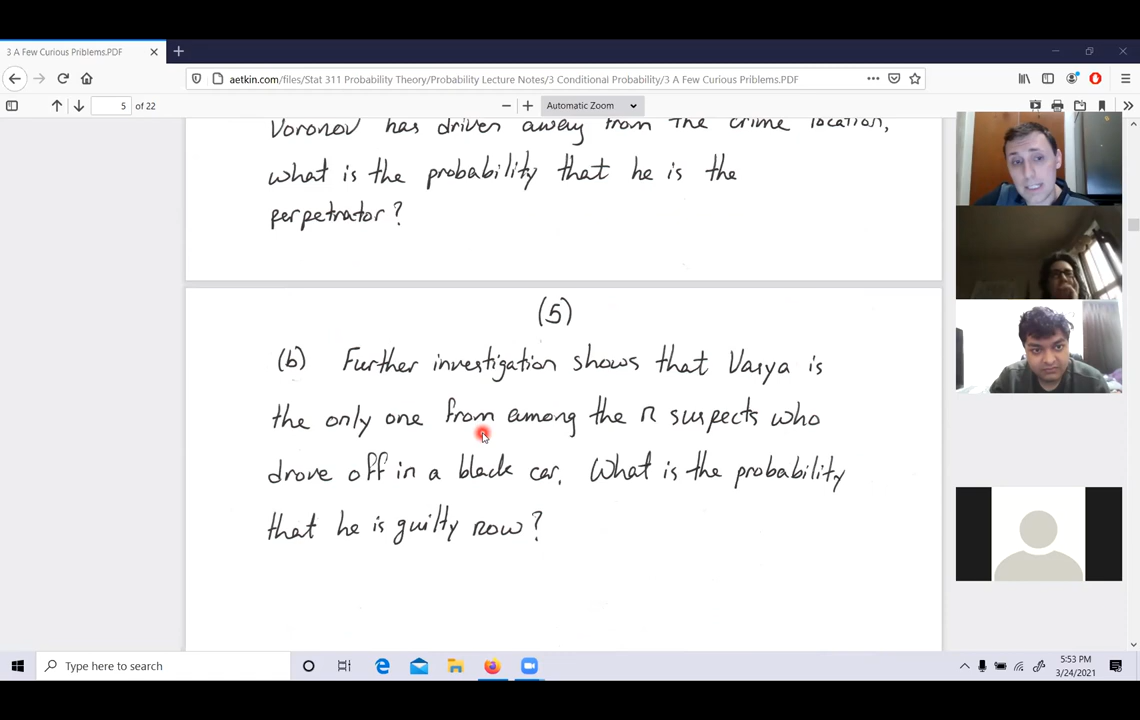 3 A Few Curious Priblems.PDF
aetkin.com/files/Stat 311 Probability Theory/Probability Lecture Notes/3 Conditional Probability/3 A Few Curious Priblems.PDF
5 of 22
Automatic Zoom
Voronov has driven away from the crime location,
what is the probability that he is the
perpetrator?
(5)
(b) Further investigation shows that Vasya is
the only one from among the n suspects who
drove off in a black car. What is the probability
that he is guilty now?
Type here to search
5:53 PM
3/24/2021